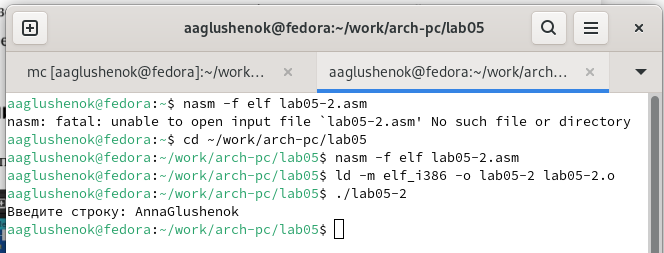 aaglushenok@fedora:~/work/arch-pc/lab05
mc [aaglushenok@fedora]:~/work...
aaglushenok@fedora:~/work/arch...
aaglushenok@fedora:~$ nasm -f elf lab05-2.asm
nasm: fatal: unable to open input file `lab05-2.asm' No such file or directory
aaglushenok@fedora:~$ cd ~/work/arch-pc/lab05
aaglushenok@fedora:~/work/arch-pc/lab05$ nasm -f elf lab05-2.asm
aaglushenok@fedora:~/work/arch-pc/lab05$ ld -m elf_i386 -o lab05-2 lab05-2.o
aaglushenok@fedora:~/work/arch-pc/lab05$ ./lab05-2
Введите строку: AnnaGlushenok
aaglushenok@fedora:~/work/arch-pc/lab05$